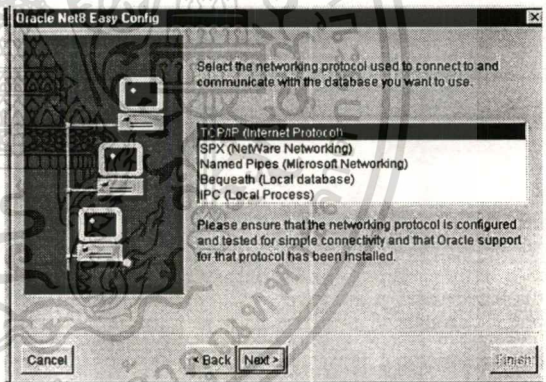 Oracle Net8 Easy Config
Select the networking protocol used to connect to and
communicate with the database you want to use.
TCP/IP (Internet Protocol)
SPX (NetWare Networking)
Named Pipes (Microsoft Networking)
Bequeath (Local database)
IPC (Local Process)
Please ensure that the networking protocol is configured
and tested for simple connectivity and that Oracle support
for that protocol has been installed.
Cancel
< Back
Next >
Finish